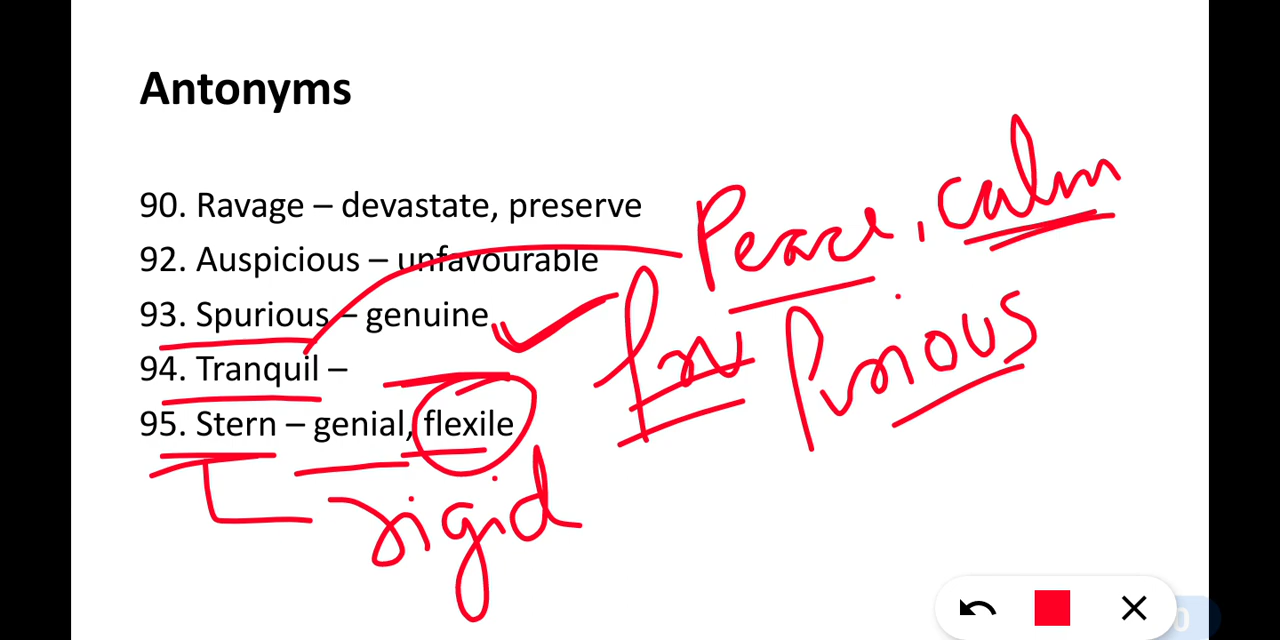 Antonyms
90. Ravage – devastate, preserve
92. Auspicious – unfavourable
93. Spurious – genuine
94. Tranquil –
95. Stern – genial, flexile
Peace, calm
furious
rigid